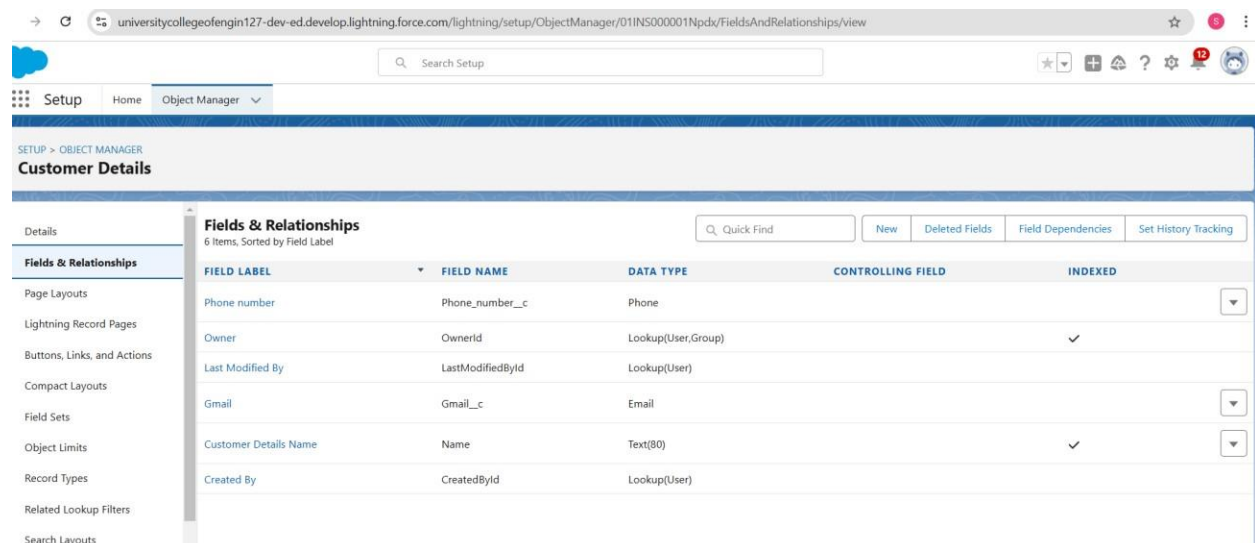 universitycollegeofengin127-dev-ed.develop.lightning.force.com/lightning/setup/ObjectManager/01INS000001Npdx/FieldsAndRelationships/view
S
Search Setup
12
Setup Home Object Manager
SETUP > OBJECT MANAGER
Customer Details
Details
Fields & Relationships
Page Layouts
Lightning Record Pages
Buttons, Links, and Actions
Compact Layouts
Field Sets
Object Limits
Record Types
Related Lookup Filters
Search Layouts
Fields & Relationships
6 Items, Sorted by Field Label
Quick Find New Deleted Fields Field Dependencies Set History Tracking
FIELD LABEL FIELD NAME DATA TYPE CONTROLLING FIELD INDEXED
Phone number Phone_number__c Phone
Owner OwnerId Lookup(User,Group)
Last Modified By LastModifiedById Lookup(User)
Gmail Gmail__c Email
Customer Details Name Name Text(80)
Created By CreatedById Lookup(User)